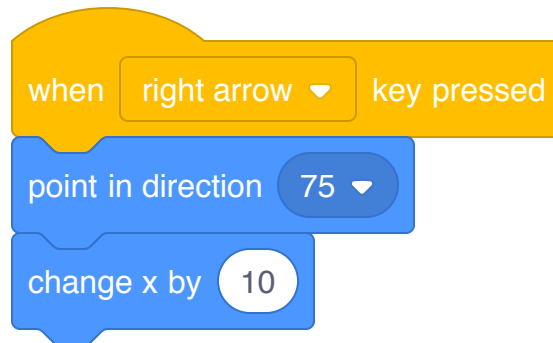 when right arrow key pressed
point in direction 75
change x by 10